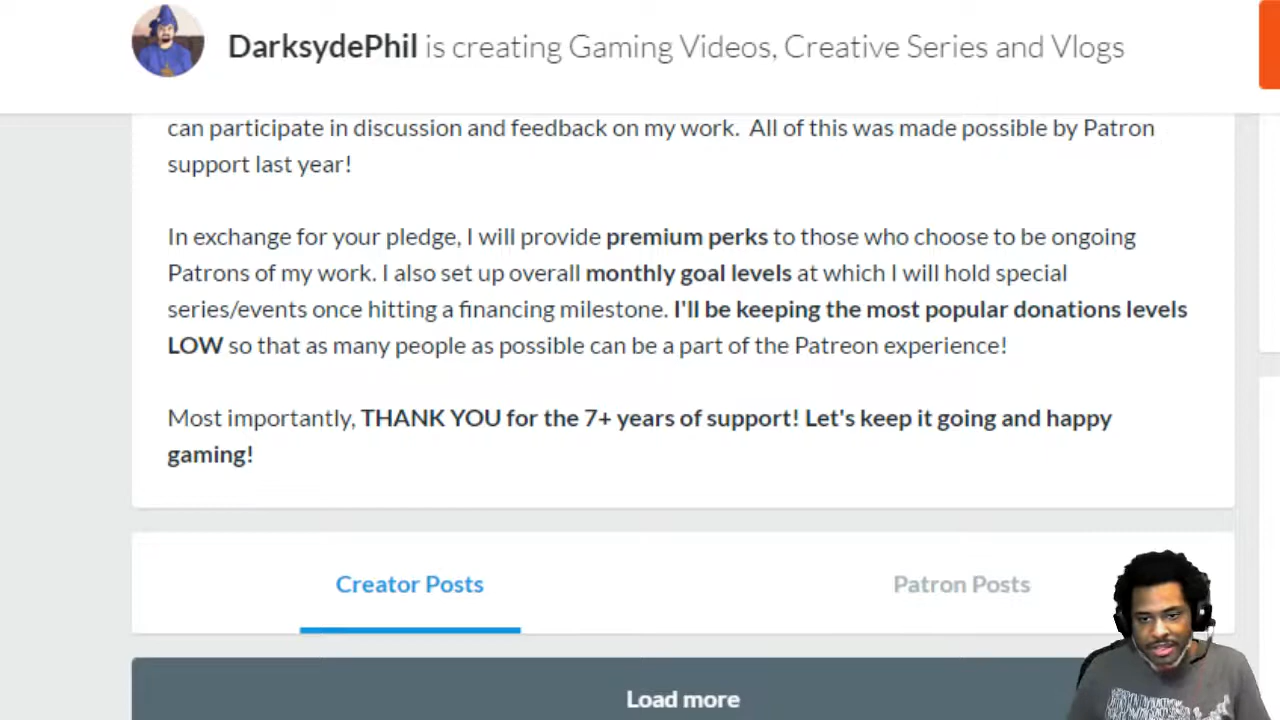 DarksydePhil is creating Gaming Videos, Creative Series and Vlogs
can participate in discussion and feedback on my work. All of this was made possible by Patron
support last year!
In exchange for your pledge, I will provide premium perks to those who choose to be ongoing
Patrons of my work. I also set up overall monthly goal levels at which I will hold special
series/events once hitting a financing milestone. I'll be keeping the most popular donations levels
LOW so that as many people as possible can be a part of the Patreon experience!
Most importantly, THANK YOU for the 7+ years of support! Let's keep it going and happy
gaming!
Creator Posts
Patron Posts
Load more